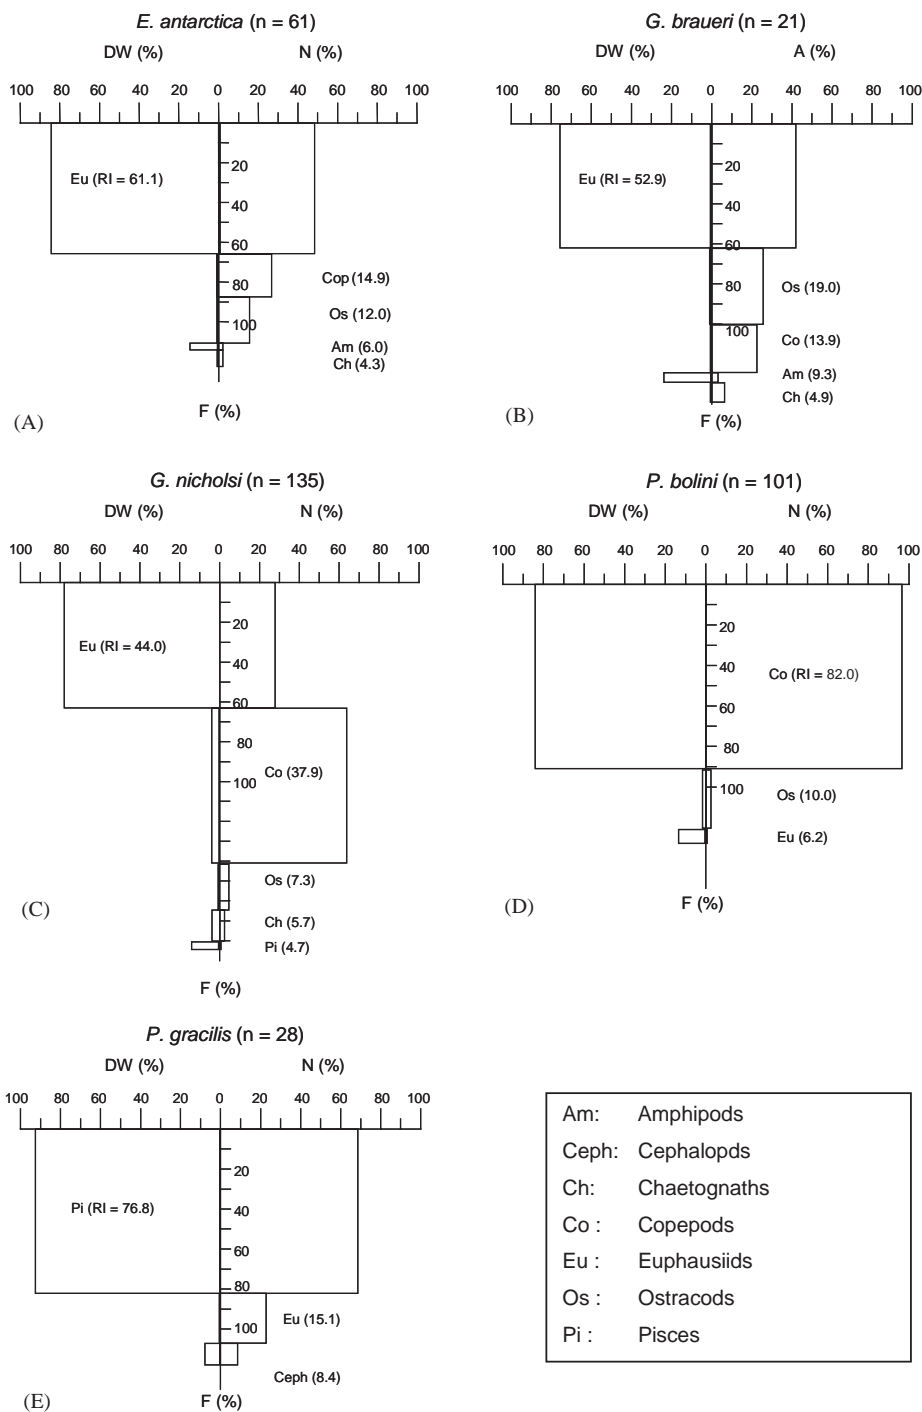 E. antarctica (n = 61)
DW (%) N (%)
100 80 60 40 20 0 20 40 60 80 100
20
Eu (RI = 61.1)
40
60
Cop (14.9)
80
Os (12.0)
100
Am (6.0)
Ch (4.3)
F (%)
(A)
G. braueri (n = 21)
DW (%) A (%)
100 80 60 40 20 0 20 40 60 80 100
20
Eu (RI = 52.9)
40
60
80
Os (19.0)
100
Co (13.9)
Am (9.3)
Ch (4.9)
F (%)
(B)
G. nicholsi (n = 135)
DW (%) N (%)
100 80 60 40 20 0 20 40 60 80 100
20
Eu (RI = 44.0)
40
60
80
Co (37.9)
100
Os (7.3)
Ch (5.7)
Pi (4.7)
F (%)
(C)
P. bolini (n = 101)
DW (%) N (%)
100 80 60 40 20 0 20 40 60 80 100
20
40
Co (RI = 82.0)
60
80
100
Os (10.0)
Eu (6.2)
F (%)
(D)
P. gracilis (n = 28)
DW (%) N (%)
100 80 60 40 20 0 20 40 60 80 100
20
Pi (RI = 76.8)
40
60
80
Eu (15.1)
100
Ceph (8.4)
F (%)
(E)
Am: Amphipods
Ceph: Cephalopds
Ch: Chaetognaths
Co : Copepods
Eu : Euphausiids
Os : Ostracods
Pi : Pisces